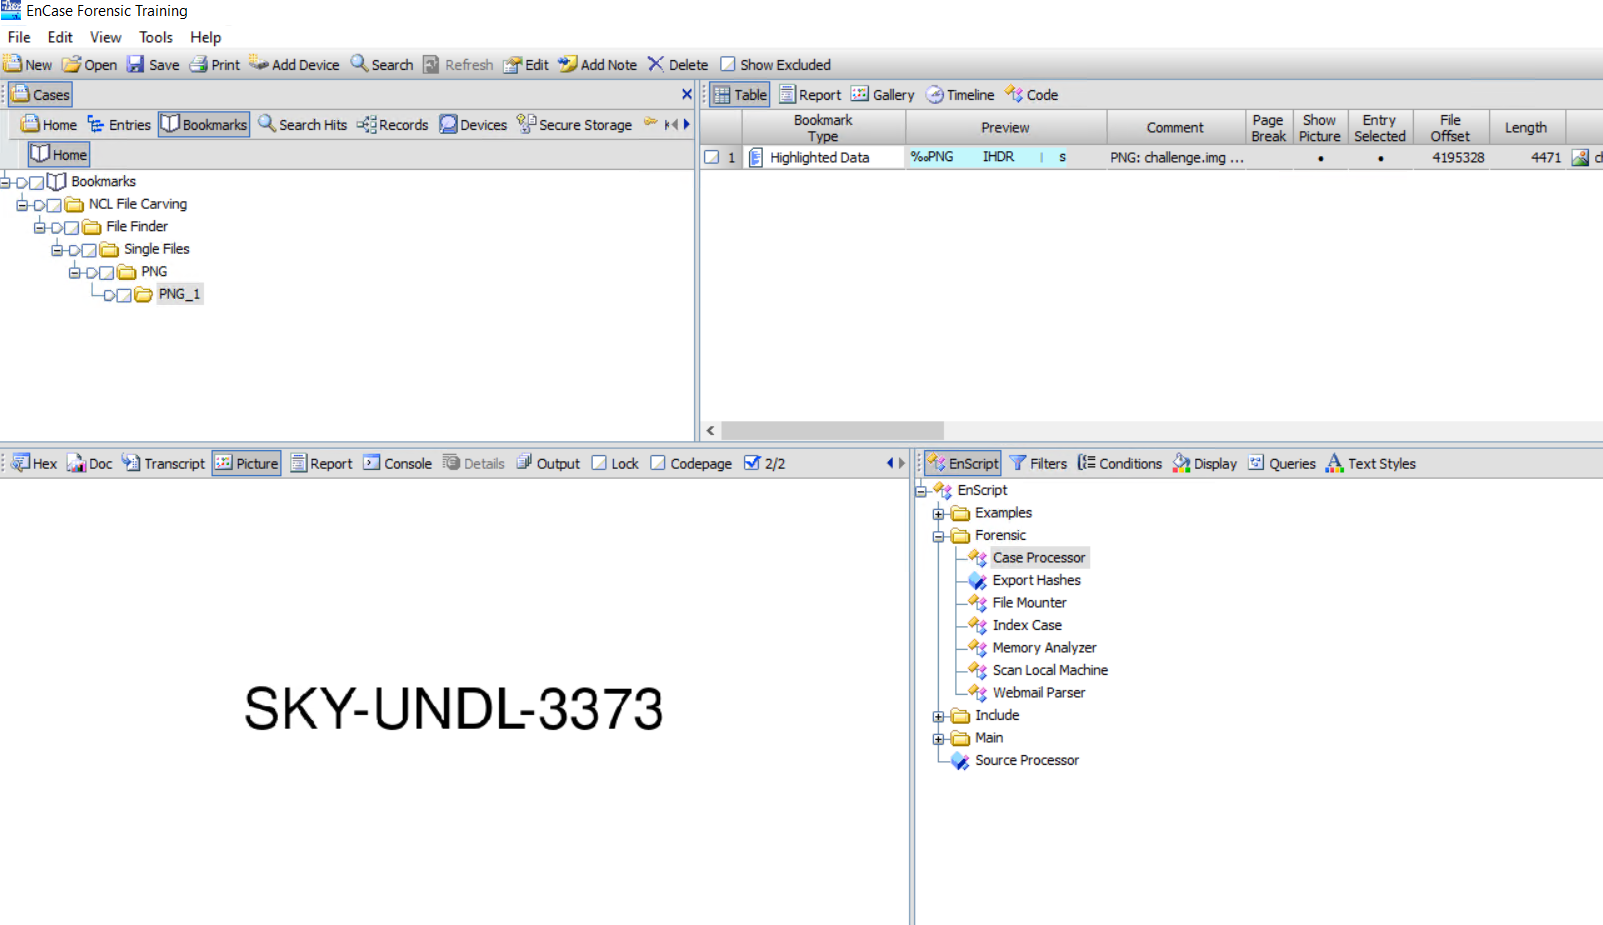 EnCase Forensic Training
File Edit View Tools Help
New Open Save Print Add Device Search Refresh Edit Add Note Delete Show Excluded
Cases
Home Entries Bookmarks Search Hits Records Devices Secure Storage
Home
Bookmarks
NCL File Carving
File Finder
Single Files
PNG
PNG_1
Table Report Gallery Timeline Code
Bookmark Type Preview Comment Page Break Show Picture Entry Selected File Offset Length
1 Highlighted Data ‰PNG IHDR | s PNG: challenge.img ... • • 4195328 4471
Hex Doc Transcript Picture Report Console Details Output Lock Codepage 2/2
SKY-UNDL-3373
EnScript Filters Conditions Display Queries Text Styles
EnScript
Examples
Forensic
Case Processor
Export Hashes
File Mounter
Index Case
Memory Analyzer
Scan Local Machine
Webmail Parser
Include
Main
Source Processor